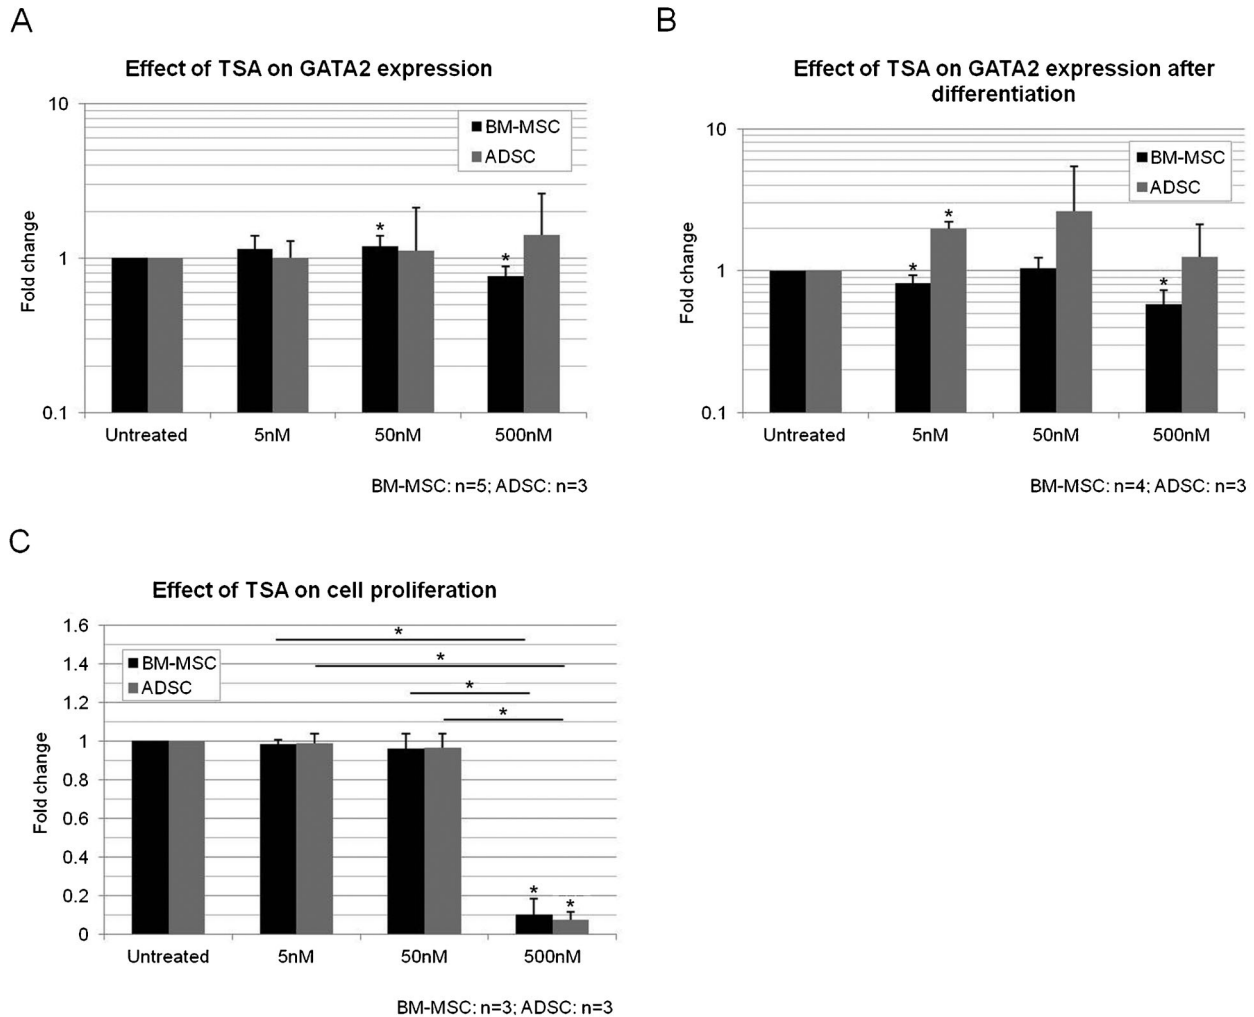 A
Effect of TSA on GATA2 expression
10
BM-MSC
ADSC
Fold change
*
*
1
0.1
Untreated
5nM
50nM
500nM
BM-MSC: n=5; ADSC: n=3
B
Effect of TSA on GATA2 expression after
differentiation
10
BM-MSC
ADSC
Fold change
*
*
*
1
0.1
Untreated
5nM
50nM
500nM
BM-MSC: n=4; ADSC: n=3
C
Effect of TSA on cell proliferation
1.6
1.4
1.2
1
0.8
0.6
0.4
0.2
0
BM-MSC
ADSC
Fold change
*
*
*
*
*
*
Untreated
5nM
50nM
500nM
BM-MSC: n=3; ADSC: n=3